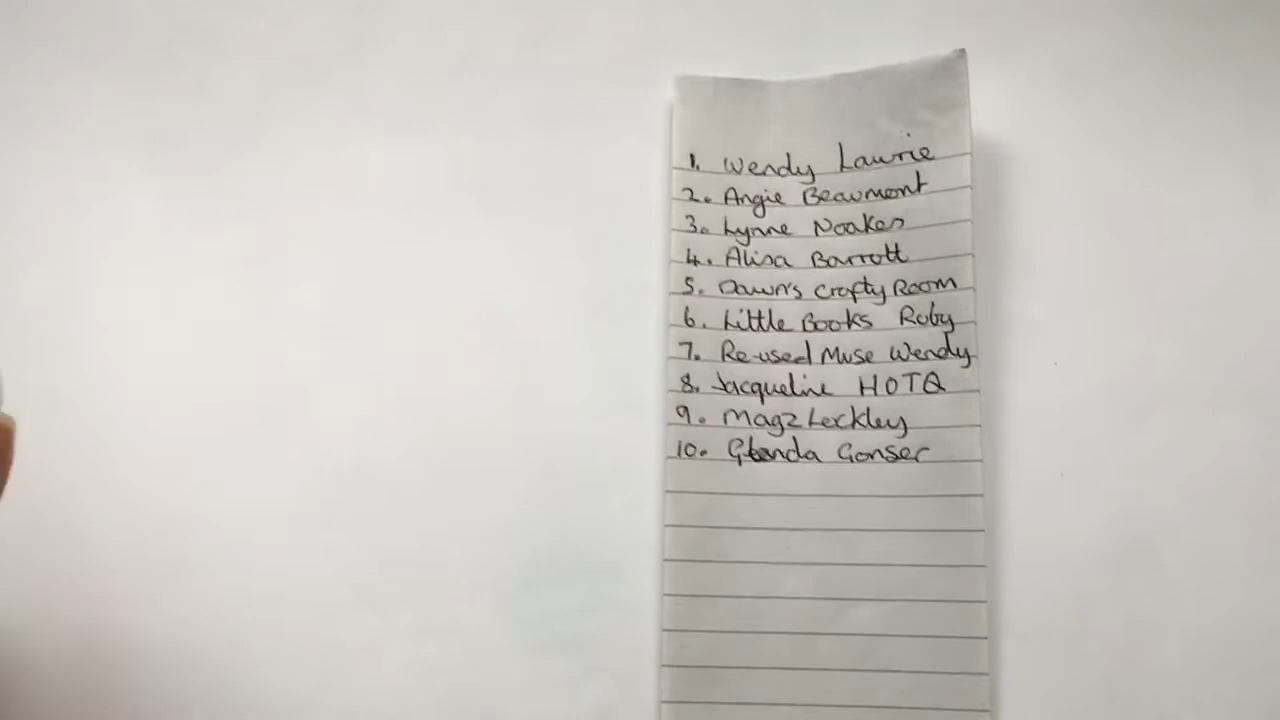 1. Wendy Lawrie
2. Angie Beaumont
3. Lynne Noakes
4. Alisa Barrott
5. Dawn's Crafty Room
6. Little Books Ruby
7. Re-used Muse Wendy
8. Jacqueline HOTQ
9. Magz Leckley
10. Glenda Gonser